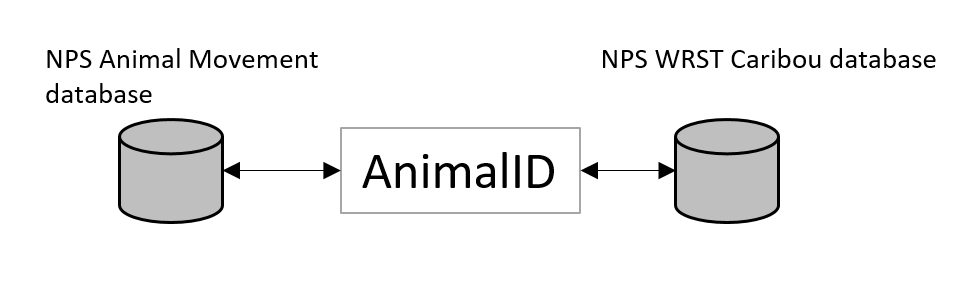 NPS Animal Movement
database
NPS WRST Caribou database
AnimalID